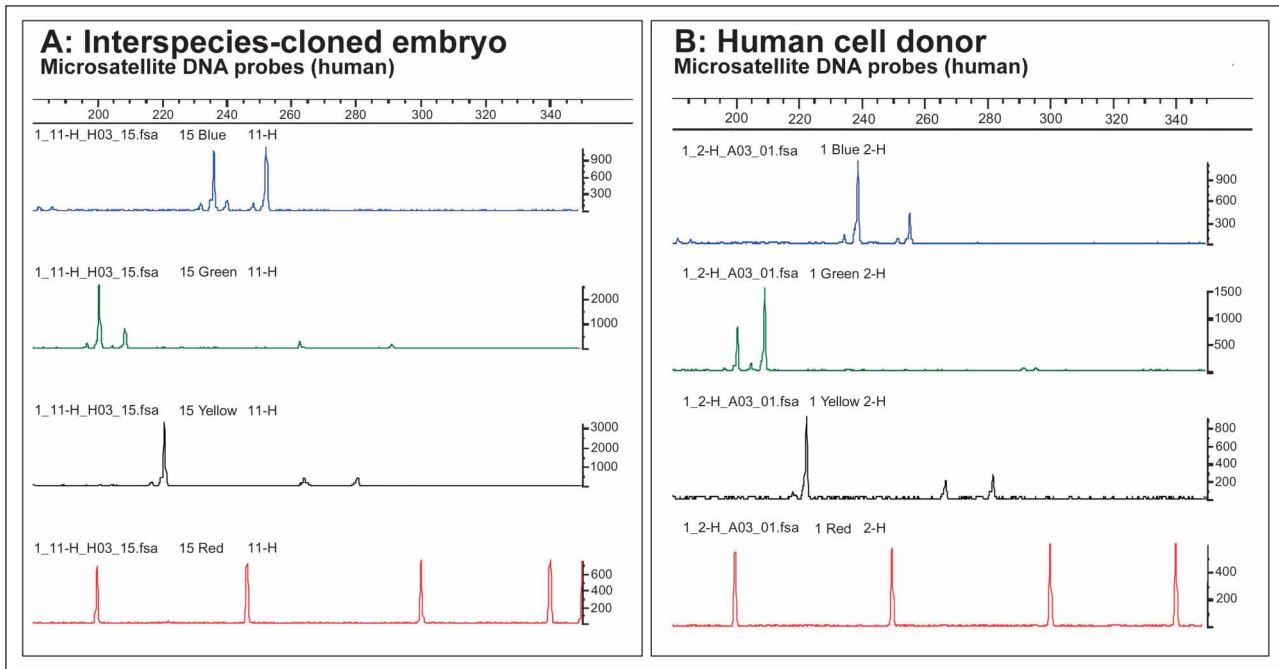 A: Interspecies-cloned embryo
Microsatellite DNA probes (human)
200 220 240 260 280 300 320 340
1_11-H_H03_15.fsa 15 Blue 11-H
900
600
300
1_11-H_H03_15.fsa 15 Green 11-H
2000
1000
1_11-H_H03_15.fsa 15 Yellow 11-H
3000
2000
1000
1_11-H_H03_15.fsa 15 Red 11-H
600
400
200
B: Human cell donor
Microsatellite DNA probes (human)
200 220 240 260 280 300 320 340
1_2-H_A03_01.fsa 1 Blue 2-H
900
600
300
1_2-H_A03_01.fsa 1 Green 2-H
1500
1000
500
1_2-H_A03_01.fsa 1 Yellow 2-H
800
600
400
200
1_2-H_A03_01.fsa 1 Red 2-H
400
200